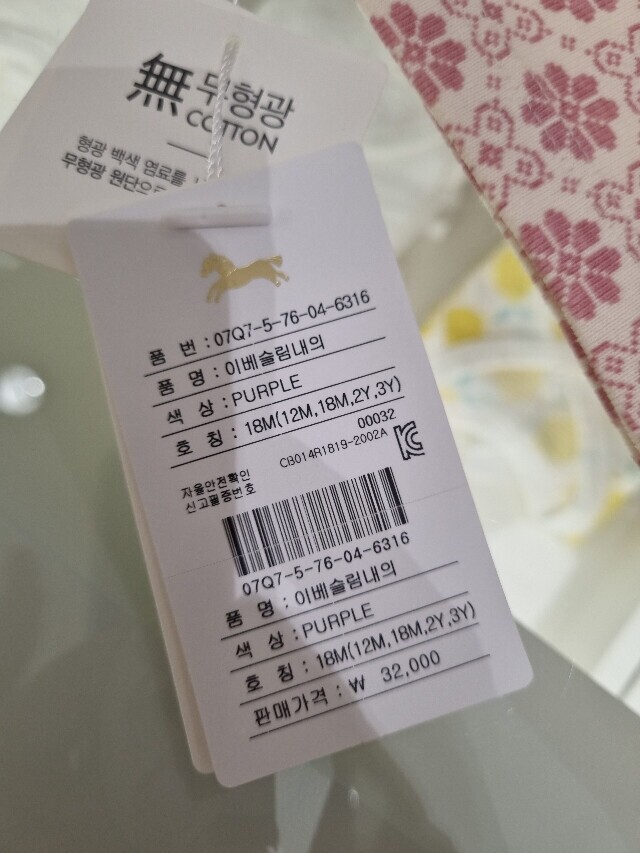 無 무형광
COTTON
형광 백색 염료를
무형광 원단으로
품 번 : 07Q7-5-76-04-6316
품 명 : 이베슬림내의
색 상 : PURPLE
호 칭 : 18M(12M,18M,2Y,3Y)
00032
자율안전확인 CB014R1819-2002A
신고필증번호
07Q7-5-76-04-6316
품 명 : 이베슬림내의
색 상 : PURPLE
호 칭 : 18M(12M,18M,2Y,3Y)
판매가격 : ₩ 32,000